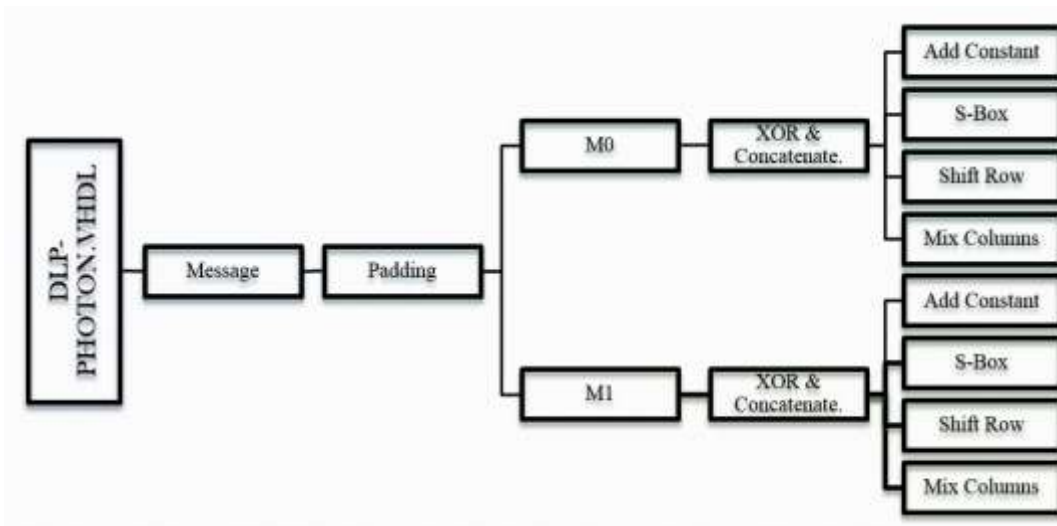 DLP-
PHOTON.VHDL
Message
Padding
M0
XOR &
Concatenate.
Add Constant
S-Box
Shift Row
Mix Columns
M1
XOR &
Concatenate.
Add Constant
S-Box
Shift Row
Mix Columns